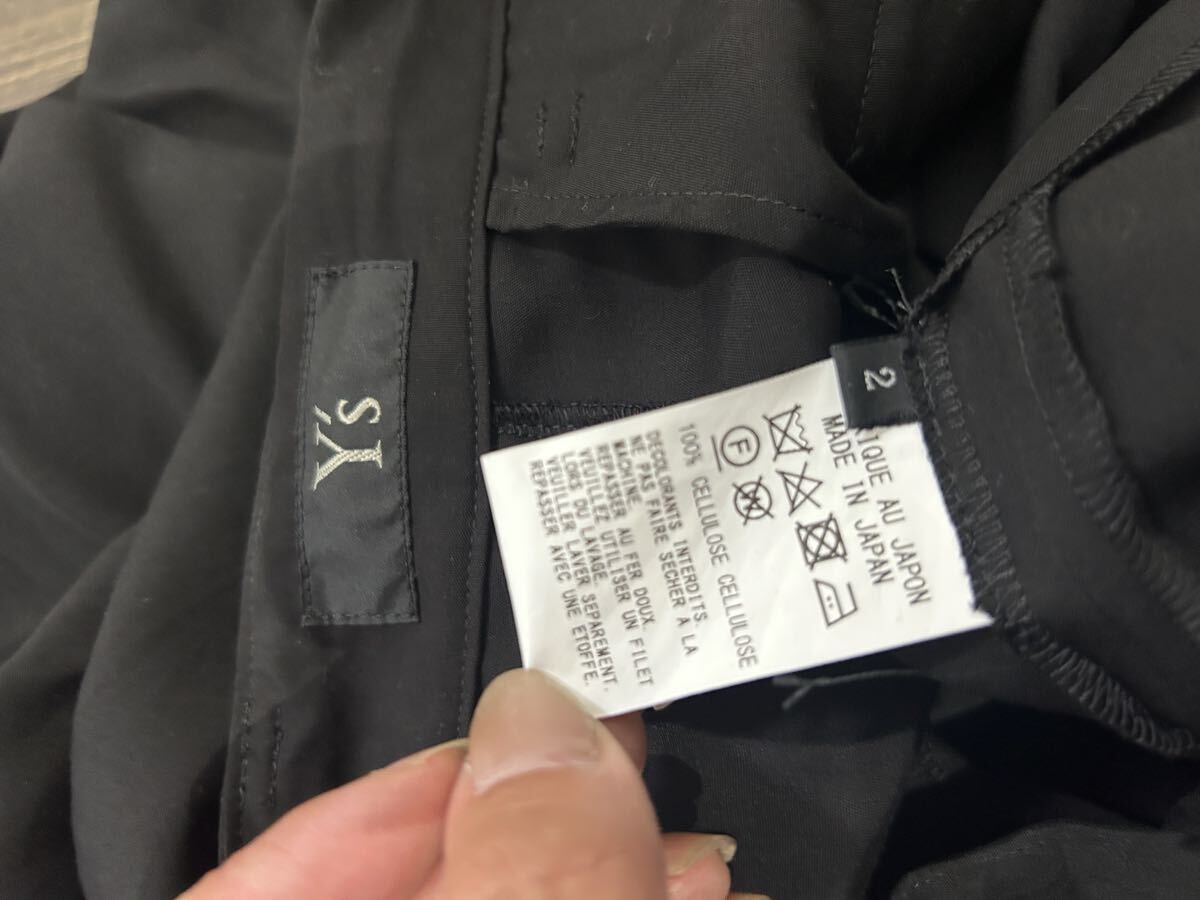 Y's
2
IQUE AU JAPON
MADE IN JAPAN
F
100% CELLULOSE CELLULOSE
DECOLORANTS INTERDITS.
NE PAS FAIRE SECHER A LA
MACHINE.
REPASSER AU FER DOUX.
VEUILLEZ UTILISER UN FILET
LORS DU LAVAGE.
VEUILLER LAVER SEPAREMENT.
REPASSER AVEC UNE ETOFFE.